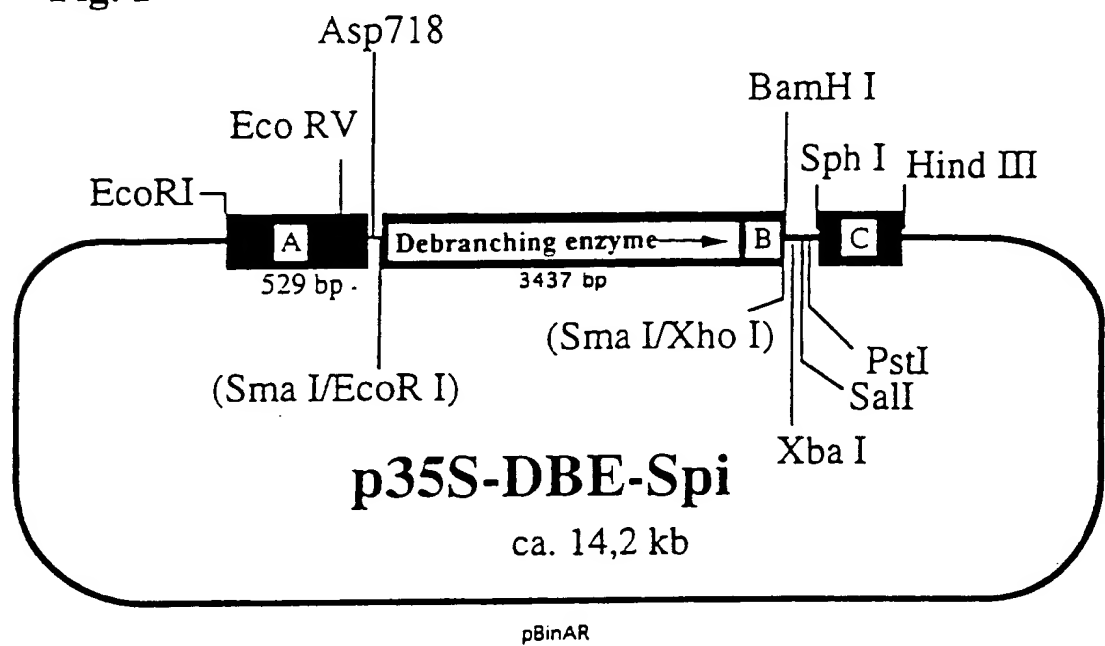 Asp718
BamH I
Eco RV
Sph I
Hind III
EcoRI
A
Debranching enzyme
B
C
529 bp
3437 bp
(Sma I/Xho I)
PstI
(Sma I/EcoR I)
SalI
Xba I
p35S-DBE-Spi
ca. 14,2 kb
pBinAR